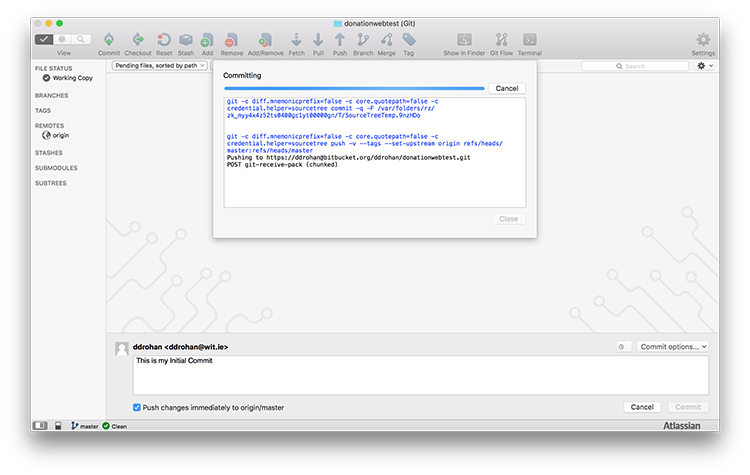 donationwebtest (Git)
View Commit Checkout Reset Stash Add Remove Add/Remove Fetch Pull Push Branch Merge Tag Show in Finder Git Flow Terminal Settings
FILE STATUS
Working Copy
BRANCHES
TAGS
REMOTES
origin
STASHES
SUBMODULES
SUBTREES
Pending files, sorted by path
Search
Committing
Cancel
git -c diff.mnemonicprefix=false -c core.quotepath=false -c
credential.helper=sourcetree commit -q -F /var/folders/rz/
zk_myy4x4z52ts0400gc1yt00000gn/T/SourceTreeTemp.9nzHDo
git -c diff.mnemonicprefix=false -c core.quotepath=false -c
credential.helper=sourcetree push -v --tags --set-upstream origin refs/heads/
master:refs/heads/master
Pushing to https://ddrohan@bitbucket.org/ddrohan/donationwebtest.git
POST git-receive-pack (chunked)
Close
ddrohan <ddrohan@wit.ie>
Commit options...
This is my Initial Commit
Push changes immediately to origin/master
Cancel
Commit
master
Clean
Atlassian